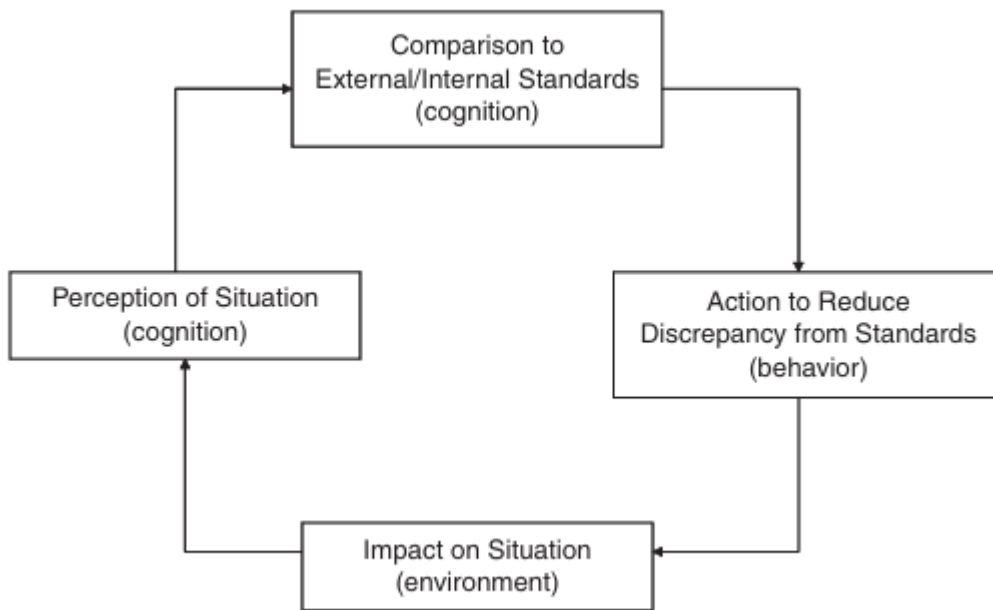 Comparison to
External/Internal Standards
(cognition)
Perception of Situation
(cognition)
Action to Reduce
Discrepancy from Standards
(behavior)
Impact on Situation
(environment)